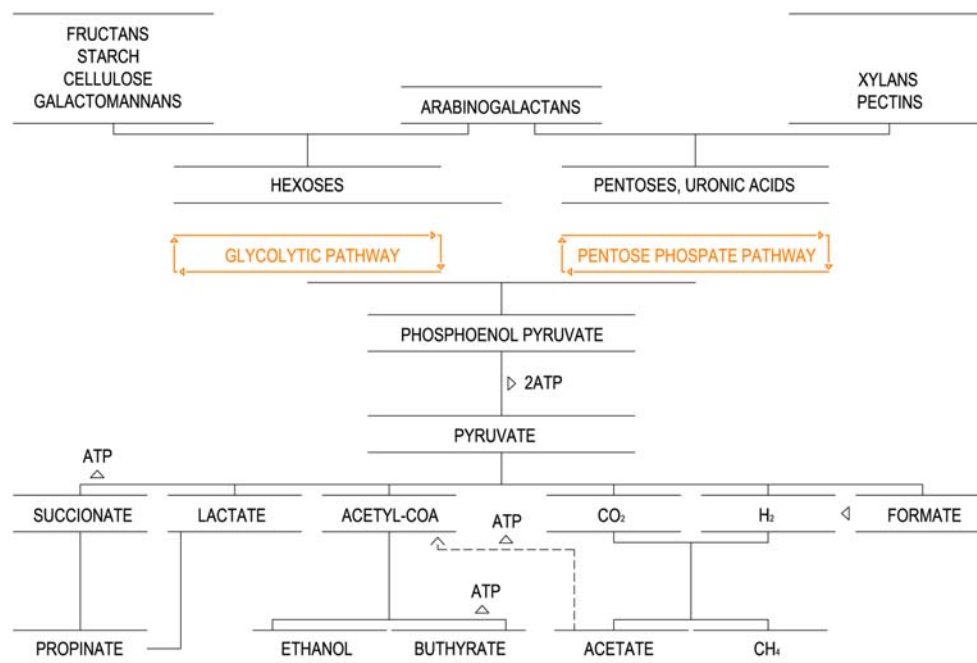 FRUCTANS
STARCH
CELLULOSE
GALACTOMANNANS
ARABINOGALACTANS
XYLANS
PECTINS
HEXOSES
PENTOSES, URONIC ACIDS
GLYCOLYTIC PATHWAY
PENTOSE PHOSPATE PATHWAY
PHOSPHOENOL PYRUVATE
2ATP
PYRUVATE
ATP
SUCCIONATE
LACTATE
ACETYL-COA
ATP
CO₂
H₂
FORMATE
ATP
PROPINATE
ETHANOL
BUTHYRATE
ACETATE
CH₄